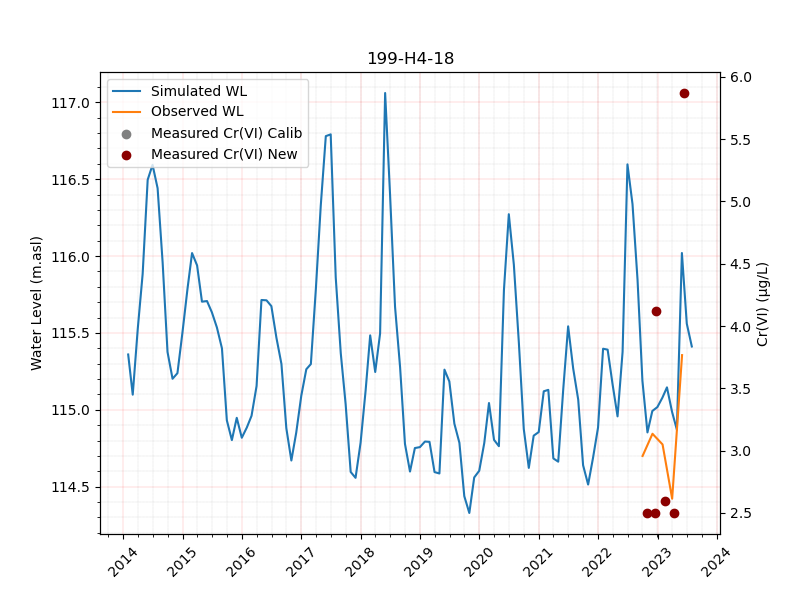 199-H4-18
Simulated WL
Observed WL
Measured Cr(VI) Calib
Measured Cr(VI) New
Water Level (m.asl)
117.0
116.5
116.0
115.5
115.0
114.5
Cr(VI) (µg/L)
6.0
5.5
5.0
4.5
4.0
3.5
3.0
2.5
2014 2015 2016 2017 2018 2019 2020 2021 2022 2023 2024